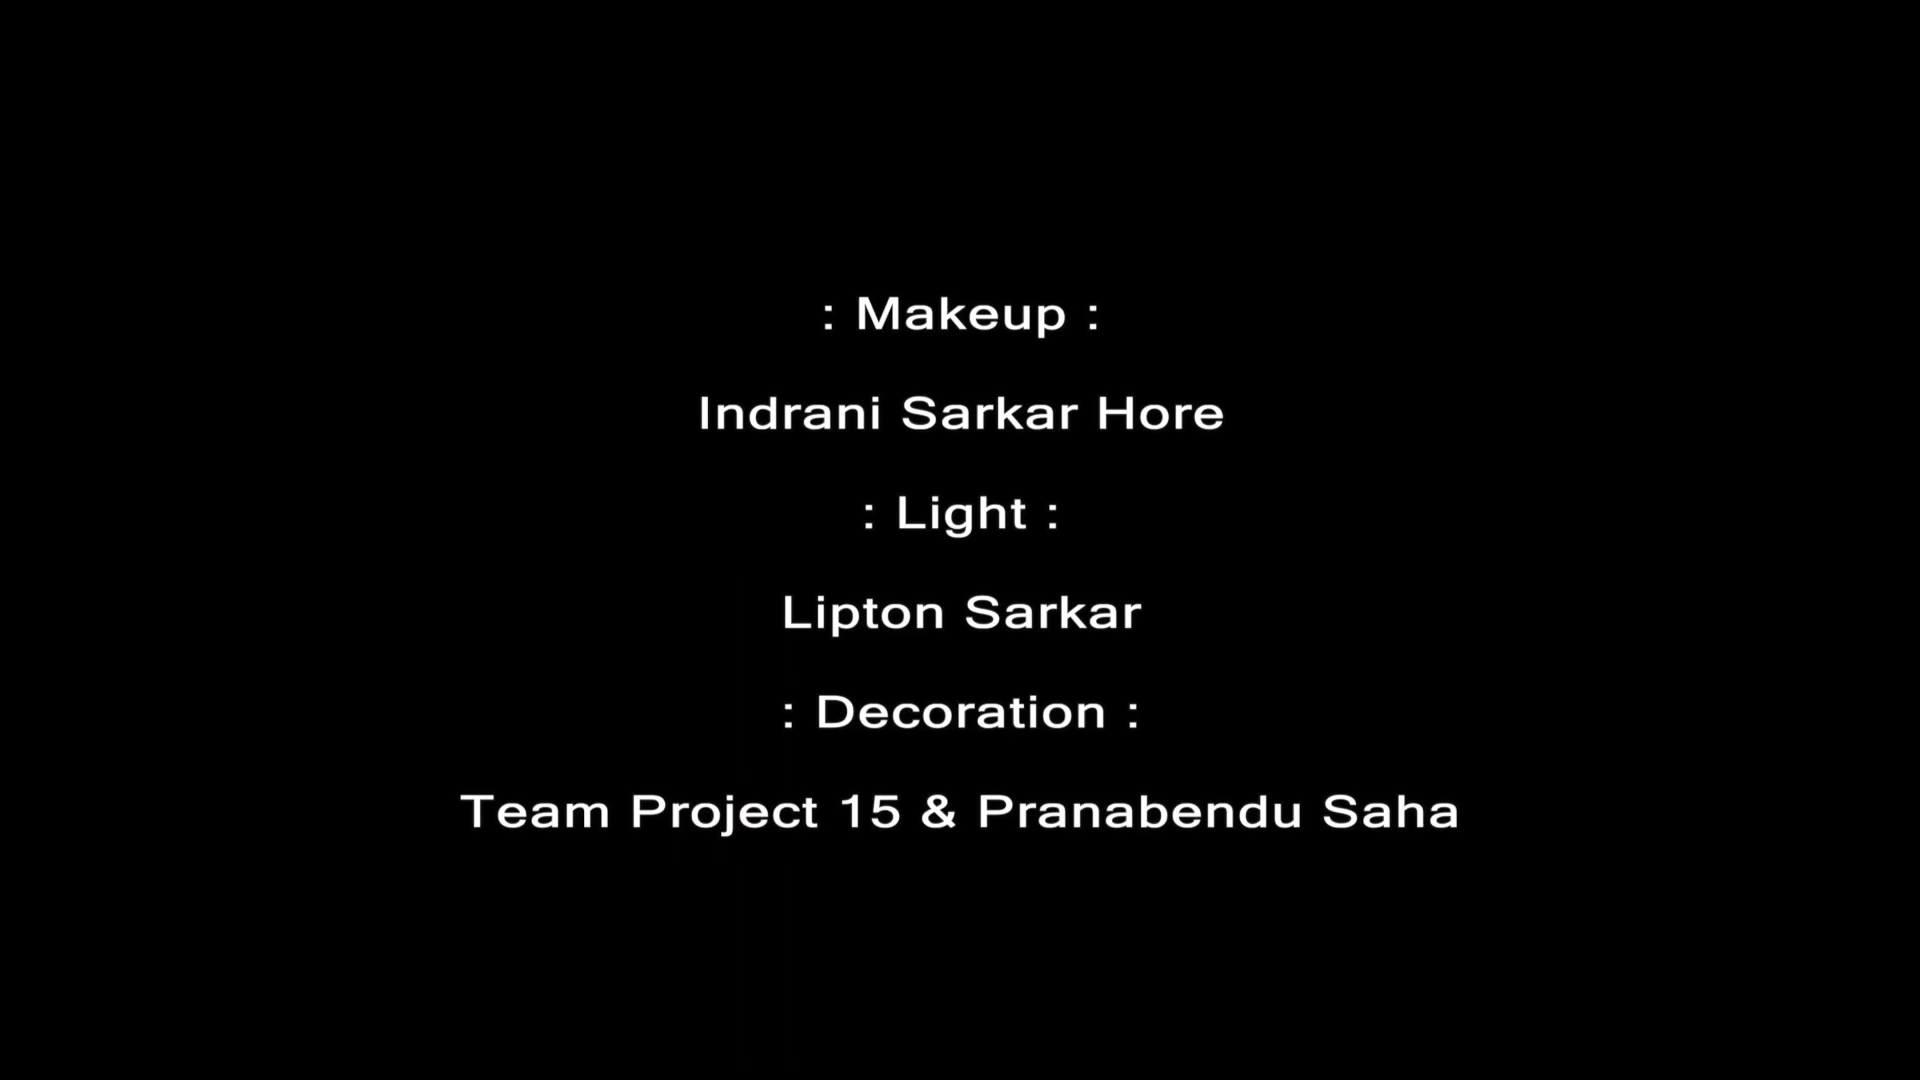 : Makeup :
Indrani Sarkar Hore
: Light :
Lipton Sarkar
: Decoration :
Team Project 15 & Pranabendu Saha